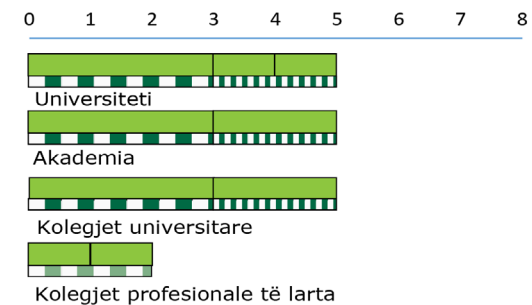 0 1 2 3 4 5 6 7 8
Universiteti
Akademia
Kolegjet universitare
Kolegjet profesionale të larta